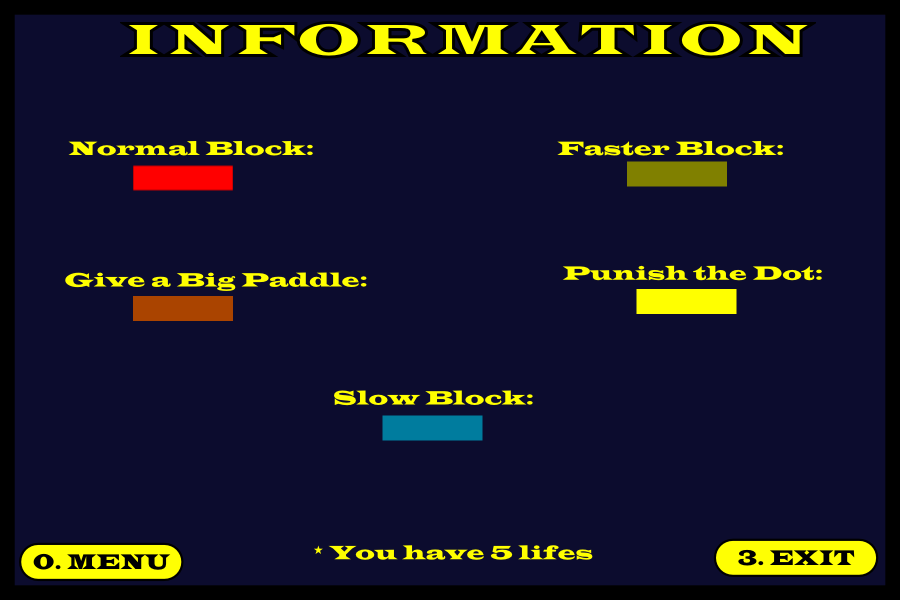 INFORMATION
Normal Block:
Faster Block:
Give a Big Paddle:
Punish the Dot:
Slow Block:
* You have 5 lifes
0. MENU
3. EXIT